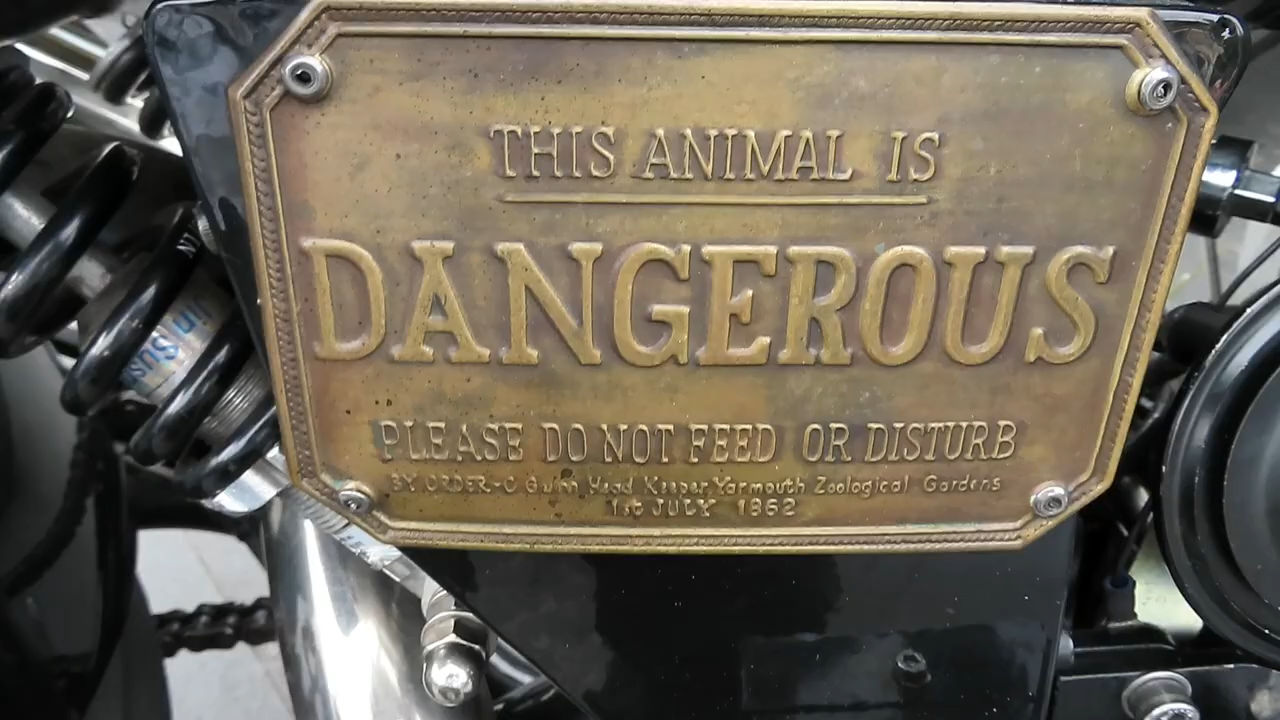 THIS ANIMAL IS
DANGEROUS
PLEASE DO NOT FEED OR DISTURB
BY ORDER-C Gunn Head Keeper, Yarmouth Zoological Gardens
1st JULY 1862